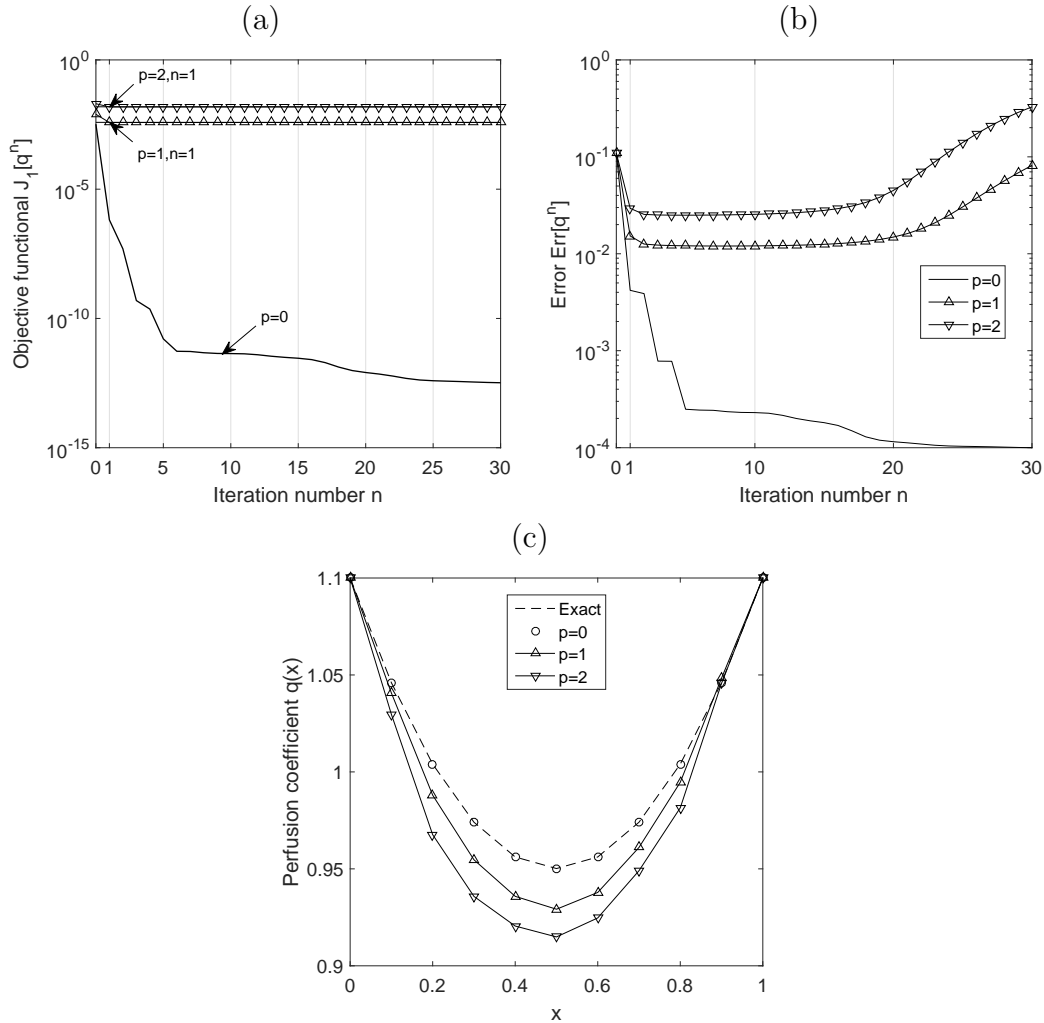 (a)
10^0
10^-5
10^-10
10^-15
Objective functional J_1[q^n]
p=2,n=1
p=1,n=1
p=0
0 1 5 10 15 20 25 30
Iteration number n
(b)
10^0
10^-1
10^-2
10^-3
10^-4
Error Err[q^n]
p=0
p=1
p=2
0 1 10 20 30
Iteration number n
(c)
1.1
1.05
1
0.95
0.9
Perfusion coefficient q(x)
Exact
p=0
p=1
p=2
0 0.2 0.4 0.6 0.8 1
x